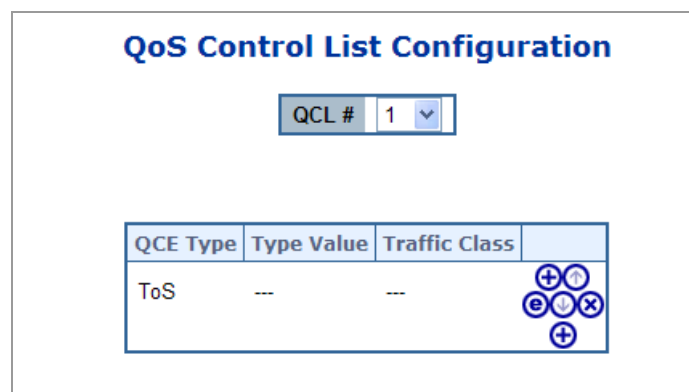 QoS Control List Configuration
QCL # 1
QCE Type Type Value Traffic Class
ToS --- ---
e